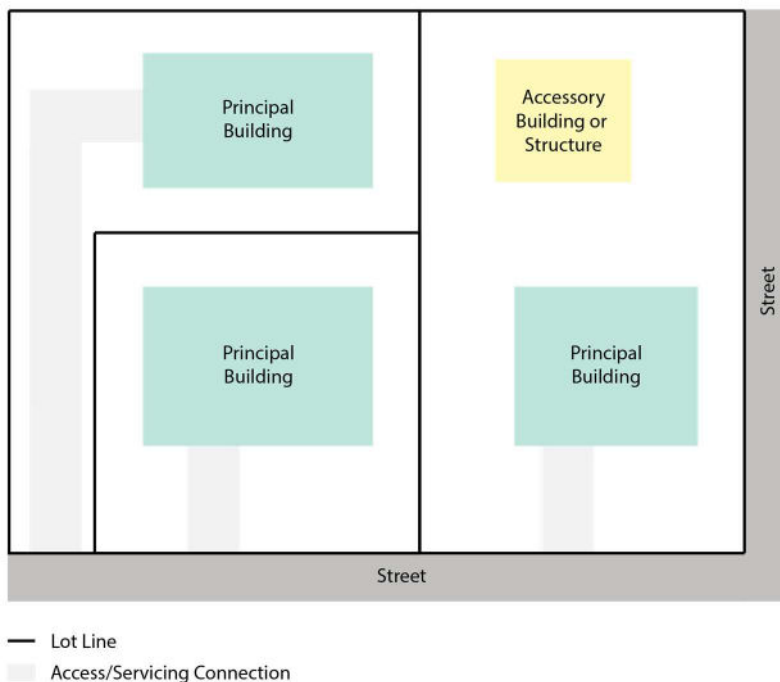 Principal
Building
Accessory
Building or
Structure
Principal
Building
Principal
Building
Street
Street
Lot Line
Access/Servicing Connection